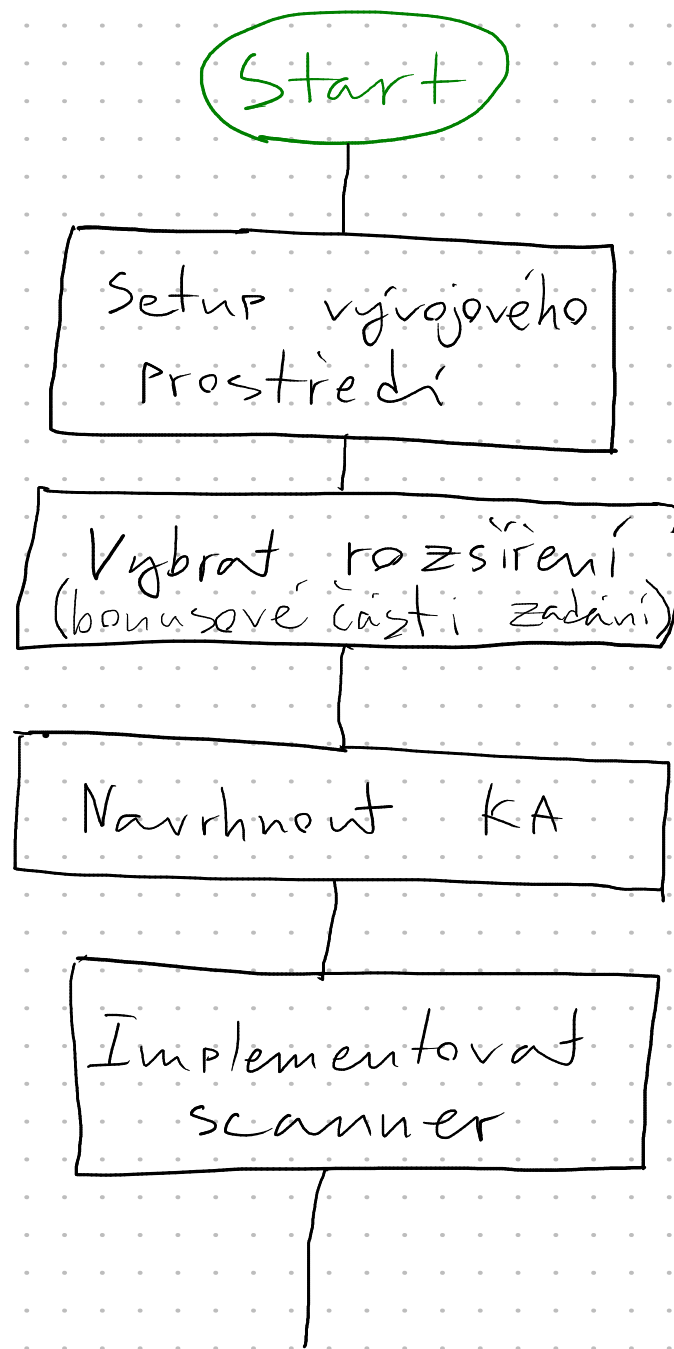 Start
Setup vývojového
prostředí
Vybrat rozšíření
(bonusové části zadání)
Navrhnout KA
Implementovat
scanner